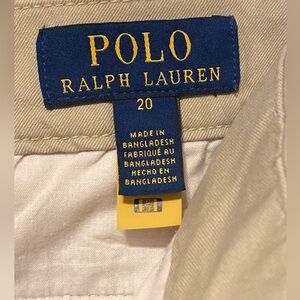 POLO
RALPH LAUREN
20
MADE IN
BANGLADESH
FABRIQUÉ AU
BANGLADESH
HECHO EN
BANGLADESH